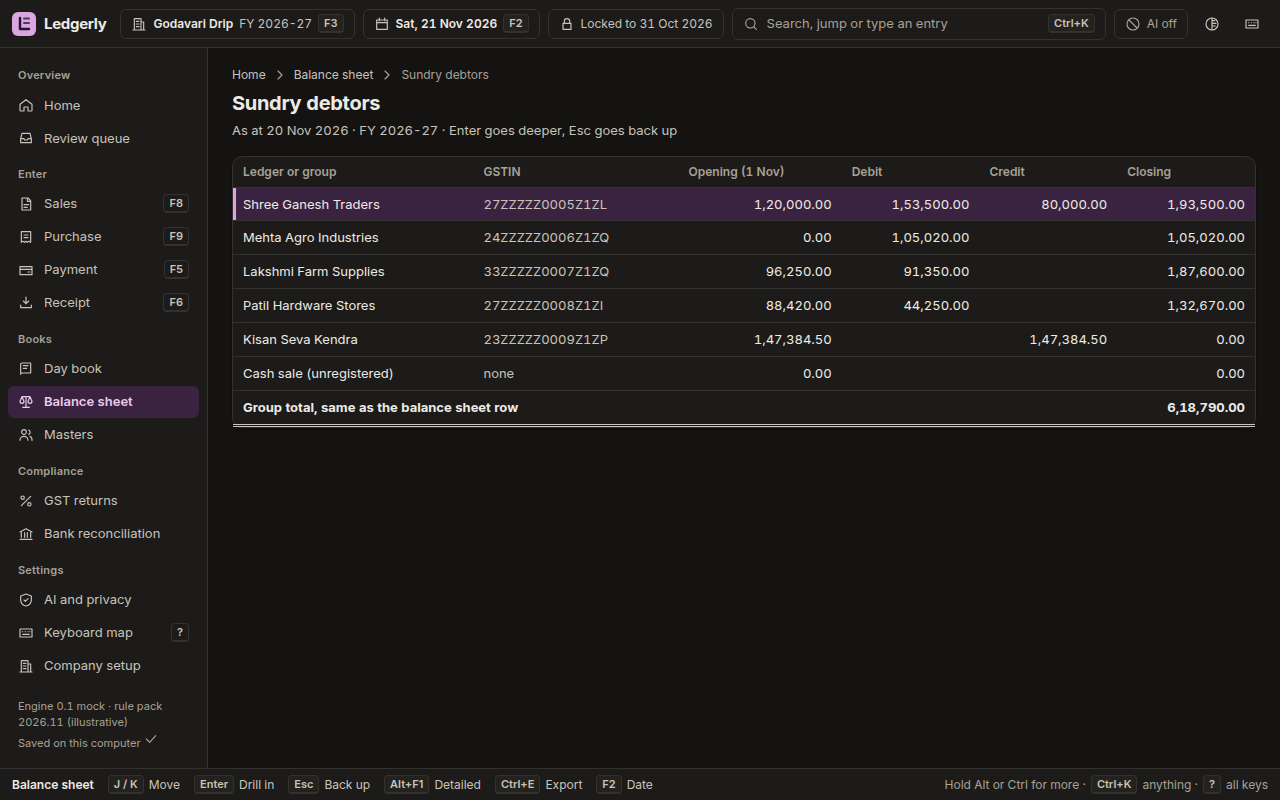 Ledgerly
Godavari Drip FY 2026-27 F3
Sat, 21 Nov 2026 F2
Locked to 31 Oct 2026
Search, jump or type an entry Ctrl+K
AI off
Overview
Home
Review queue
Enter
Sales F8
Purchase F9
Payment F5
Receipt F6
Books
Day book
Balance sheet
Masters
Compliance
GST returns
Bank reconciliation
Settings
AI and privacy
Keyboard map ?
Company setup
Engine 0.1 mock · rule pack
2026.11 (illustrative)
Saved on this computer
Home > Balance sheet > Sundry debtors
Sundry debtors
As at 20 Nov 2026 · FY 2026-27 · Enter goes deeper, Esc goes back up
Ledger or group GSTIN Opening (1 Nov) Debit Credit Closing
Shree Ganesh Traders 27ZZZZZ0005Z1ZL 1,20,000.00 1,53,500.00 80,000.00 1,93,500.00
Mehta Agro Industries 24ZZZZZ0006Z1ZQ 0.00 1,05,020.00 1,05,020.00
Lakshmi Farm Supplies 33ZZZZZ0007Z1ZQ 96,250.00 91,350.00 1,87,600.00
Patil Hardware Stores 27ZZZZZ0008Z1ZI 88,420.00 44,250.00 1,32,670.00
Kisan Seva Kendra 23ZZZZZ0009Z1ZP 1,47,384.50 1,47,384.50 0.00
Cash sale (unregistered) none 0.00 0.00
Group total, same as the balance sheet row 6,18,790.00
Balance sheet J / K Move Enter Drill in Esc Back up Alt+F1 Detailed Ctrl+E Export F2 Date
Hold Alt or Ctrl for more · Ctrl+K anything · ? all keys